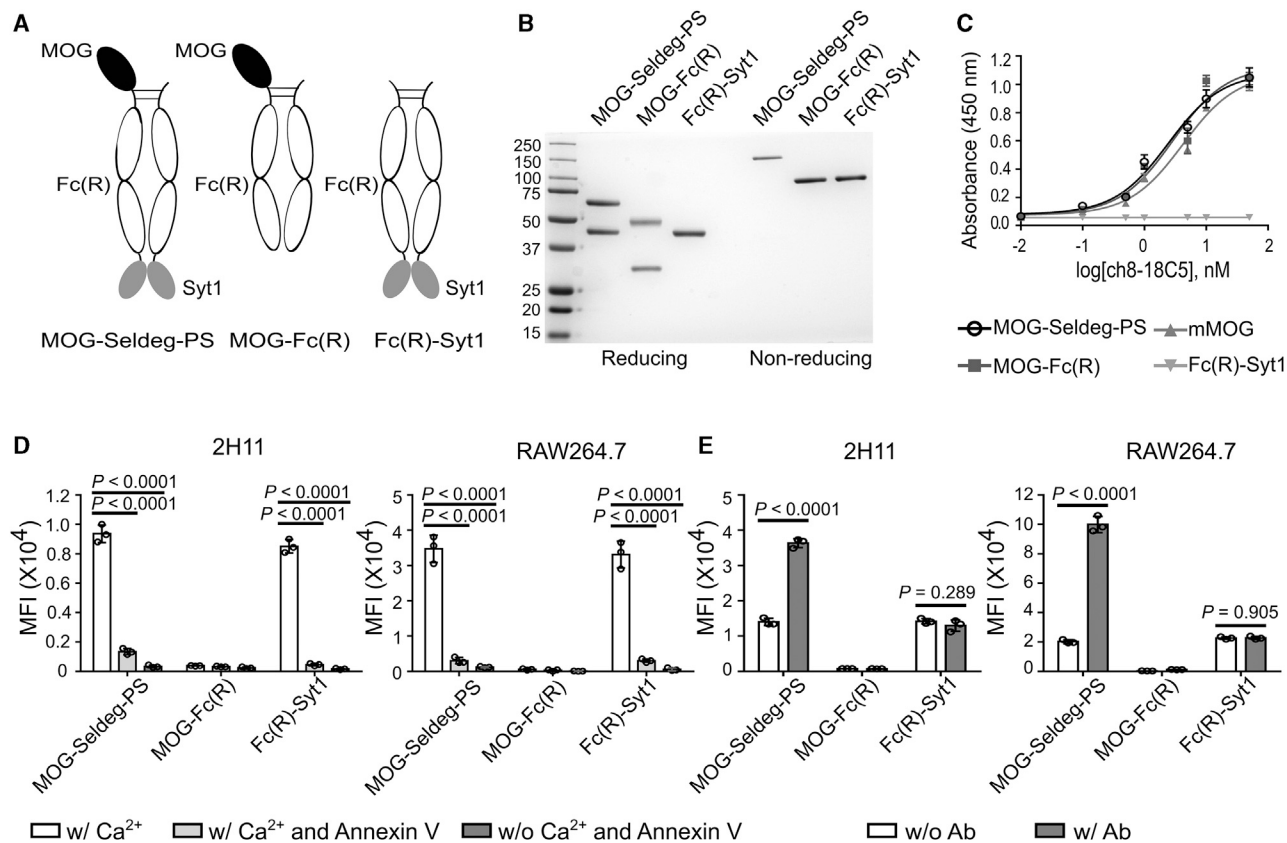 A
MOG
MOG
Fc(R)
Fc(R)
Fc(R)
Syt1
Syt1
MOG-Seldeg-PS
MOG-Fc(R)
Fc(R)-Syt1
B
MOG-Seldeg-PS
MOG-Fc(R)
Fc(R)-Syt1
MOG-Seldeg-PS
MOG-Fc(R)
Fc(R)-Syt1
250
150
100
75
50
37
25
20
15
Reducing
Non-reducing
C
Absorbance (450 nm)
1.2
1.0
0.8
0.6
0.4
0.2
0.0
-2 -1 0 1 2
log[ch8-18C5], nM
MOG-Seldeg-PS
mMOG
MOG-Fc(R)
Fc(R)-Syt1
D
2H11
MFI (X10⁴)
1.2
1.0
0.8
0.6
0.4
0.2
0
P < 0.0001
P < 0.0001
P < 0.0001
P < 0.0001
MOG-Seldeg-PS
MOG-Fc(R)
Fc(R)-Syt1
RAW264.7
MFI (X10⁴)
5
4
3
2
1
0
P < 0.0001
P < 0.0001
P < 0.0001
P < 0.0001
MOG-Seldeg-PS
MOG-Fc(R)
Fc(R)-Syt1
w/ Ca²⁺
w/ Ca²⁺ and Annexin V
w/o Ca²⁺ and Annexin V
E
2H11
MFI (X10⁴)
5
4
3
2
1
0
P < 0.0001
P = 0.289
MOG-Seldeg-PS
MOG-Fc(R)
Fc(R)-Syt1
RAW264.7
MFI (X10⁴)
12
10
8
6
4
2
0
P < 0.0001
P = 0.905
MOG-Seldeg-PS
MOG-Fc(R)
Fc(R)-Syt1
w/o Ab
w/ Ab